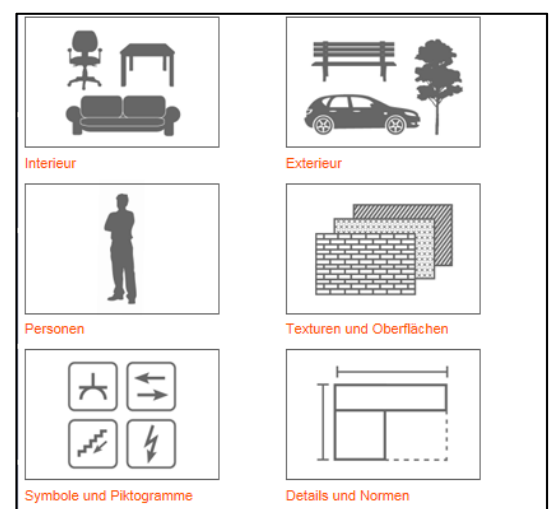 Interieur
Exterieur
Personen
Texturen und Oberflächen
Symbole und Piktogramme
Details und Normen